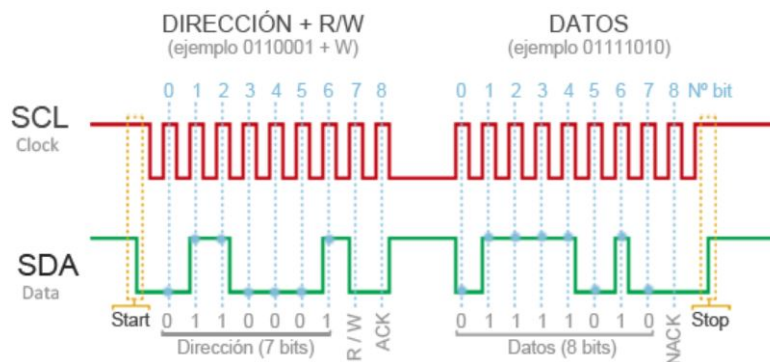 DIRECCIÓN + R/W
(ejemplo 0110001 + W)
DATOS
(ejemplo 01111010)
0 1 2 3 4 5 6 7 8
0 1 2 3 4 5 6 7 8 Nº bit
SCL
Clock
SDA
Data
Start
0 1 1 0 0 0 1
R / W
ACK
0 1 1 1 1 0 1 0
NACK
Stop
Dirección (7 bits)
Datos (8 bits)